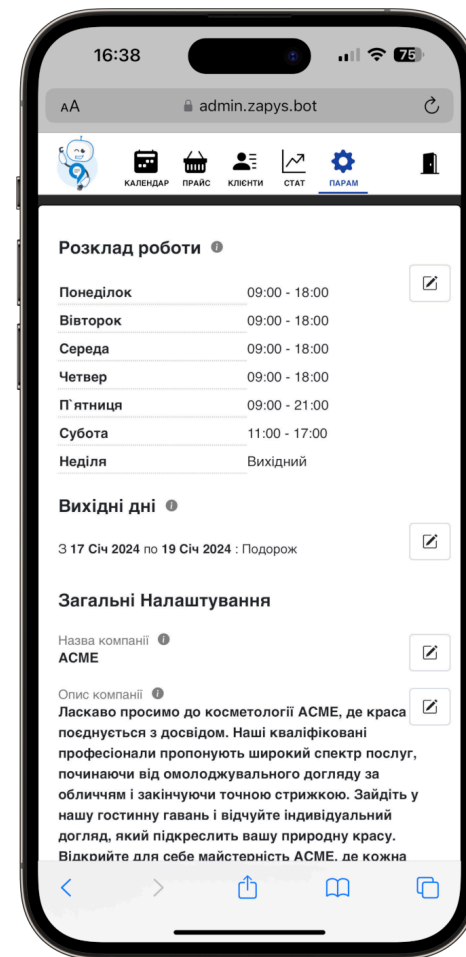 16:38
75
AA admin.zapys.bot
КАЛЕНДАР ПРАЙС КЛІЄНТИ СТАТ ПАРАМ
Розклад роботи
Понеділок 09:00 - 18:00
Вівторок 09:00 - 18:00
Середа 09:00 - 18:00
Четвер 09:00 - 18:00
П`ятниця 09:00 - 21:00
Субота 11:00 - 17:00
Неділя Вихідний
Вихідні дні
З 17 Січ 2024 по 19 Січ 2024 : Подорож
Загальні Налаштування
Назва компанії
ACME
Опис компанії
Ласкаво просимо до косметології ACME, де краса
поєднується з досвідом. Наші кваліфіковані
професіонали пропонують широкий спектр послуг,
починаючи від омолоджувального догляду за
обличчям і закінчуючи точною стрижкою. Зайдіть у
нашу гостинну гавань і відчуйте індивідуальний
догляд, який підкреслить вашу природну красу.
Відкрийте для себе майстерність ACME, де кожна